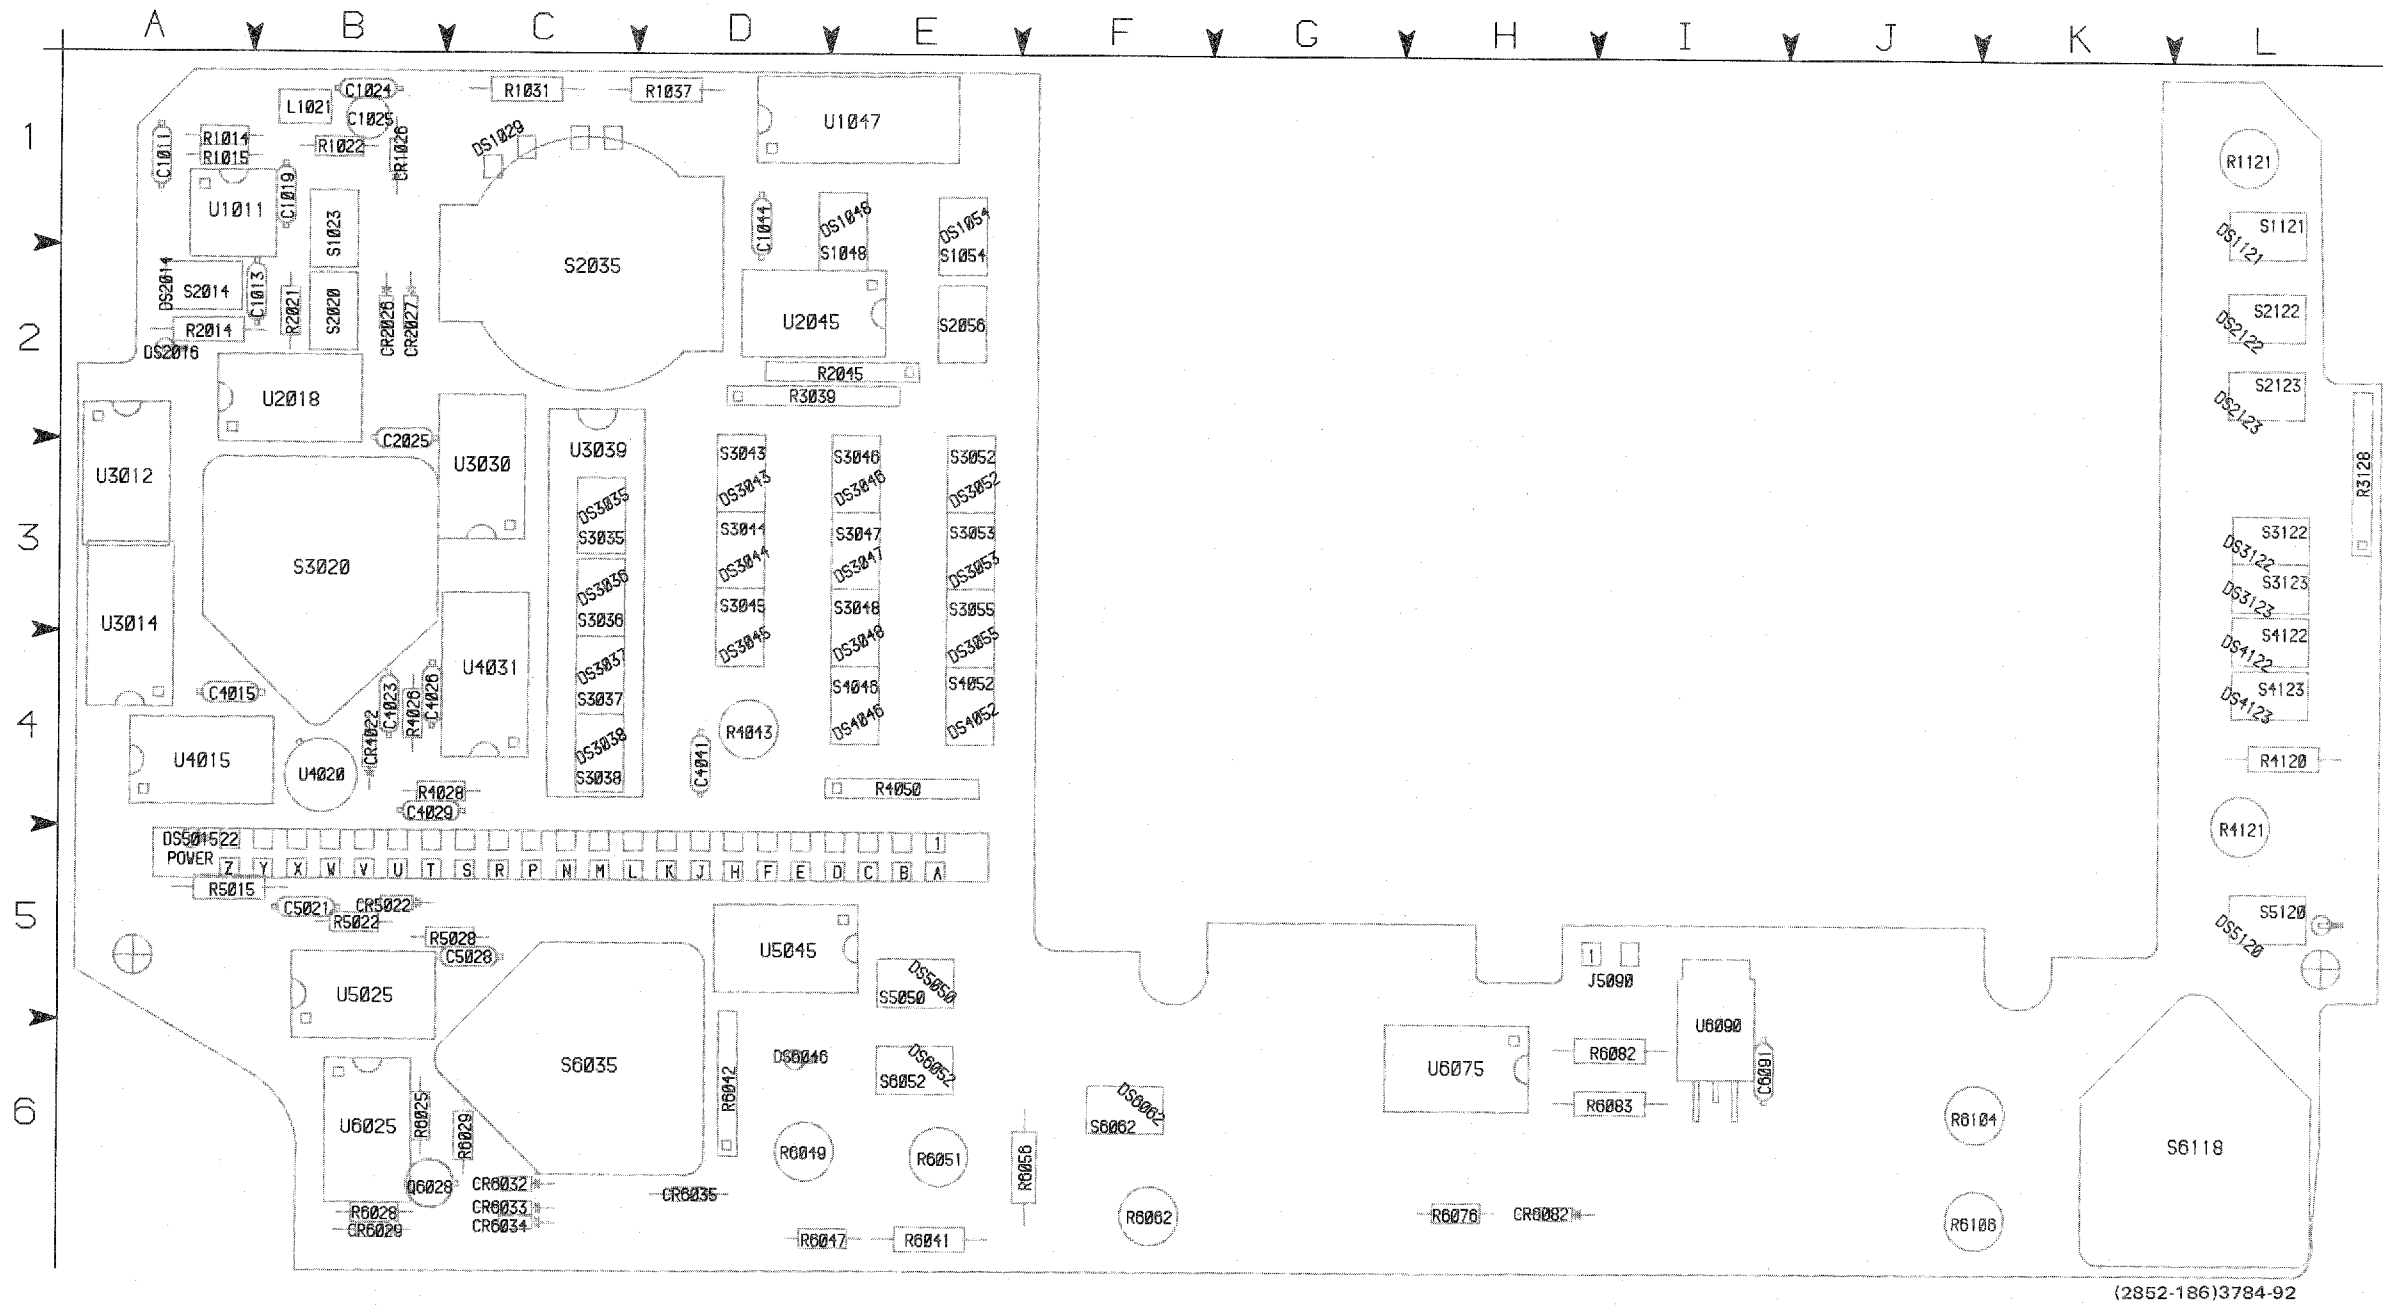 A B C D E F G H I J K L
1
C1024
L1021
C1025
R1031
R1037
U1047
C1011
R1014
R1015
R1022
CR1026
DS1029
R1121
U1011
C1019
S1023
C1044
DS1048
S1048
DS1054
S1054
S1121
DS1121
2
DS2014
S2014
C1013
R2021
S2020
CR2026
CR2027
S2035
U2045
S2056
R2014
DS2016
S2122
DS2122
U2018
R2045
R3039
S2123
DS2123
C2025
3
U3012
U3030
U3039
S3043
DS3043
S3046
DS3046
S3052
DS3052
R3128
DS3035
S3035
S3044
DS3044
S3047
DS3047
S3053
DS3053
S3122
DS3122
S3020
DS3036
S3036
S3045
DS3045
S3048
DS3048
S3055
DS3055
S3123
DS3123
U3014
U4031
DS3037
S3037
S4122
DS4122
4
C4015
C4023
R4026
C4026
CR4022
S4046
DS4046
S4052
DS4052
S4123
DS4123
R4043
C4041
U4015
U4020
DS3038
S3038
R4120
R4028
C4029
R4050
R4121
DS501522
1
POWER
Z Y X W V U T S R P N M L K J H F E D C B A
5
R5015
C5021
CR5022
R5022
R5028
C5028
U5045
S5120
DS5120
U5025
DS5050
S5050
1
J5090
6
S6035
R6042
DS6046
DS6052
S6052
U6075
R6082
U6090
C6091
U6025
R6025
R6029
DS6062
S6062
R6083
R6104
S6118
R6049
R6051
R6056
Q6028
CR6032
CR6035
R6028
CR6029
CR6033
CR6034
R6062
R6076
CR6082
R6106
R6047
R6041
(2852-186)3784-92